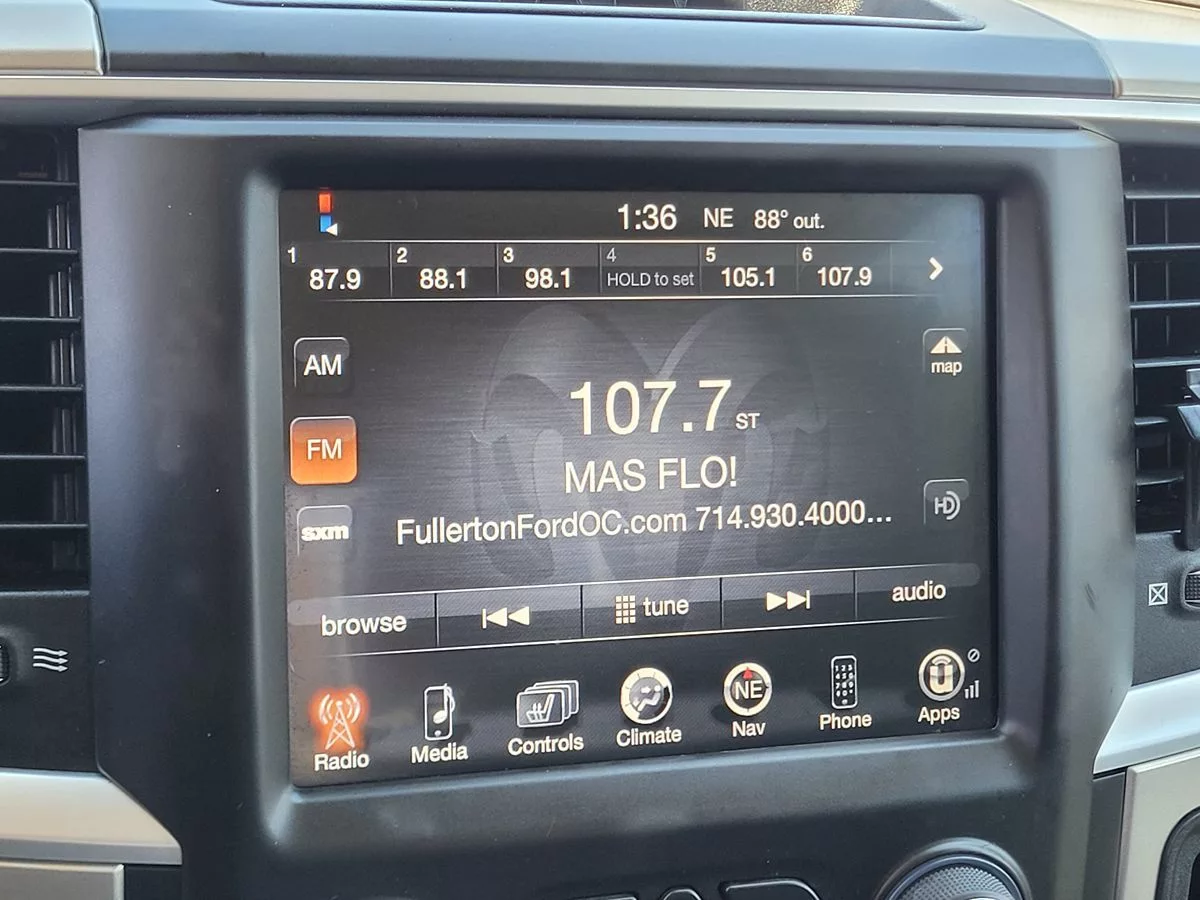 1:36 NE 88° out.
1 2 3 4 5 6
87.9 88.1 98.1 HOLD to set 105.1 107.9
AM
map
107.7 ST
FM
MAS FLO!
HD
sxm
FullertonFordOC.com 714.930.4000...
browse tune audio
NE
Radio Media Controls Climate Nav Phone Apps